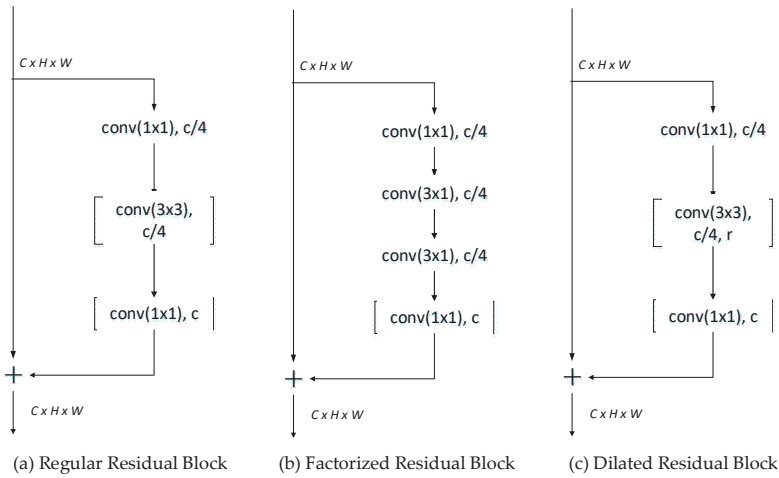 C x H x W
conv(1x1), c/4
[ conv(3x3), ]
c/4
[ conv(1x1), c ]
+
C x H x W
(a) Regular Residual Block
C x H x W
conv(1x1), c/4
conv(3x1), c/4
conv(3x1), c/4
[ conv(1x1), c ]
+
C x H x W
(b) Factorized Residual Block
C x H x W
conv(1x1), c/4
[ conv(3x3), ]
c/4, r
[ conv(1x1), c ]
+
C x H x W
(c) Dilated Residual Block